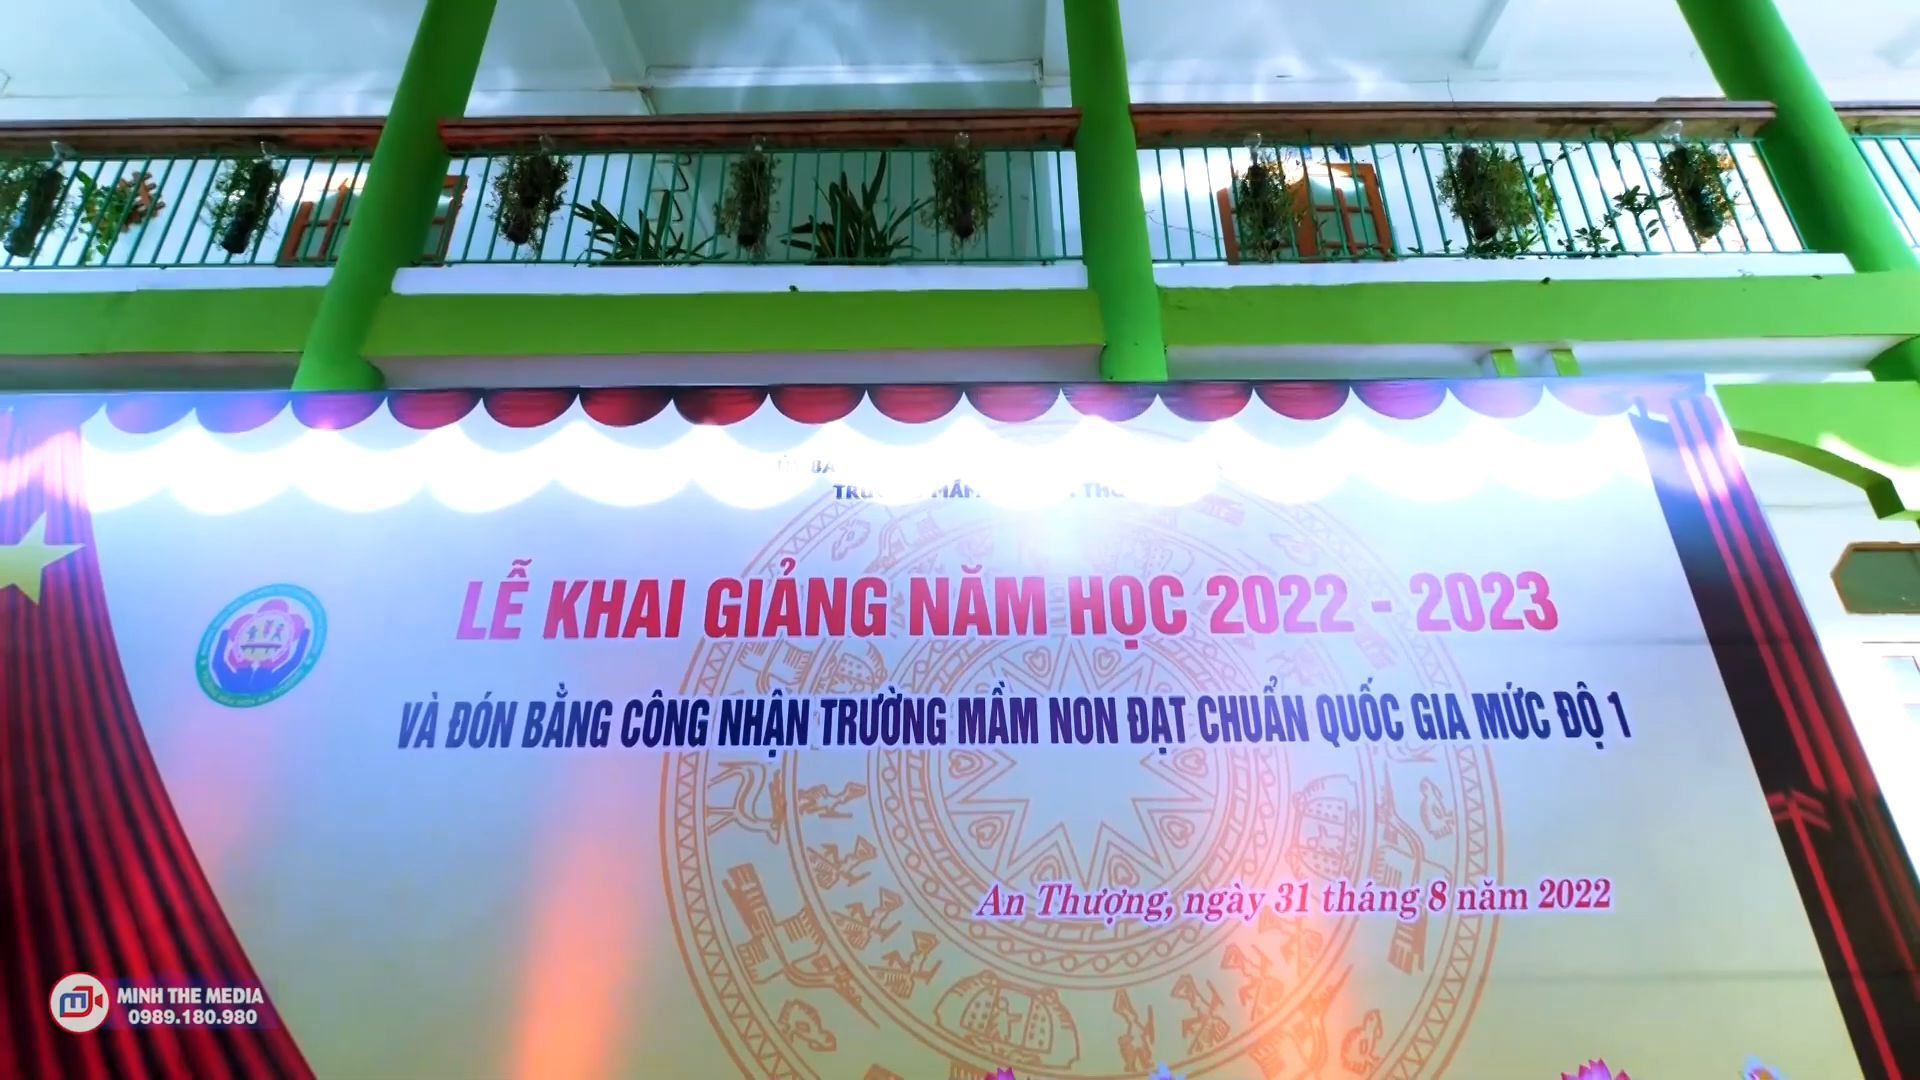 LỄ KHAI GIẢNG NĂM HỌC 2022 - 2023
VÀ ĐÓN BẰNG CÔNG NHẬN TRƯỜNG MẦM NON ĐẠT CHUẨN QUỐC GIA MỨC ĐỘ 1
An Thượng, ngày 31 tháng 8 năm 2022
MINH THE MEDIA
0989.180.980